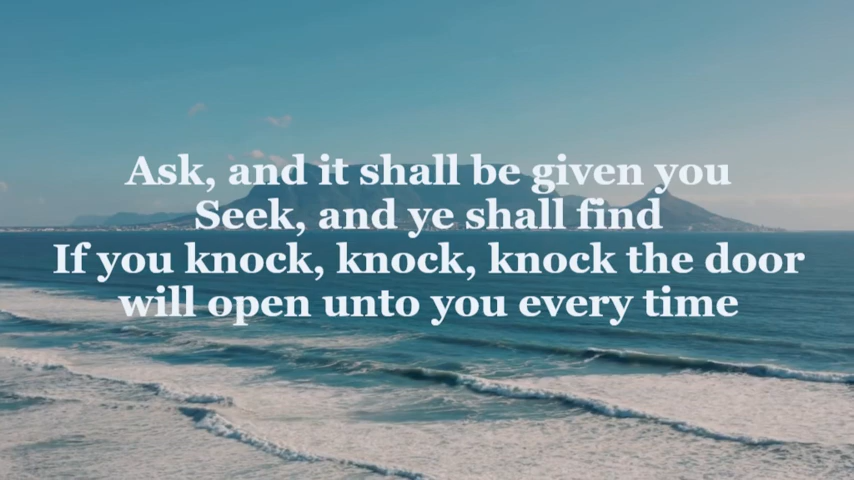 Ask, and it shall be given you
Seek, and ye shall find
If you knock, knock, knock the door
will open unto you every time